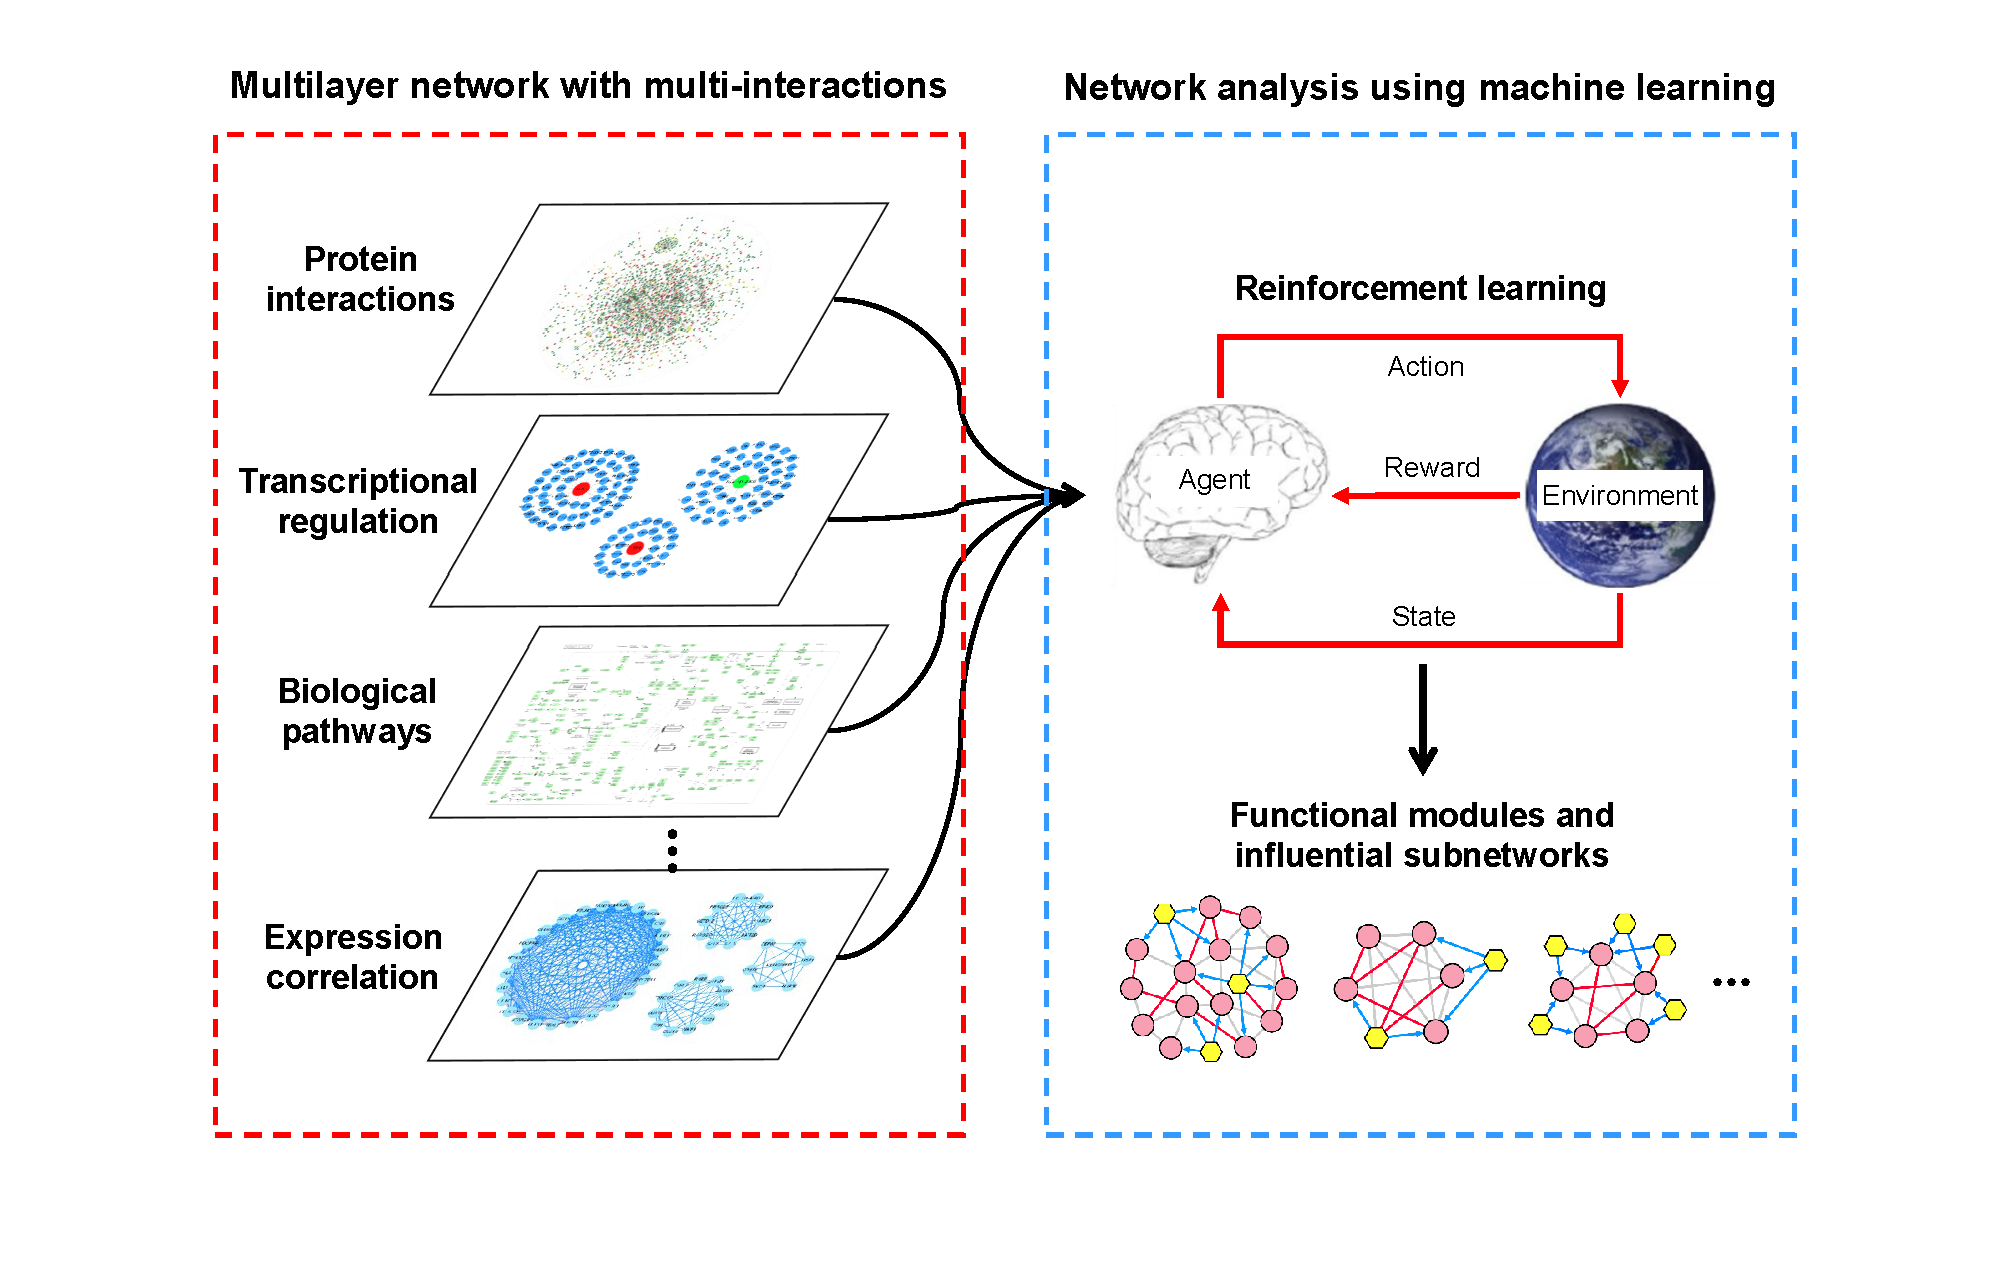 Multilayer network with multi-interactions
Protein
interactions
Transcriptional
regulation
Biological
pathways
Expression
correlation
Network analysis using machine learning
Reinforcement learning
Action
Agent
Reward
Environment
State
Functional modules and
influential subnetworks